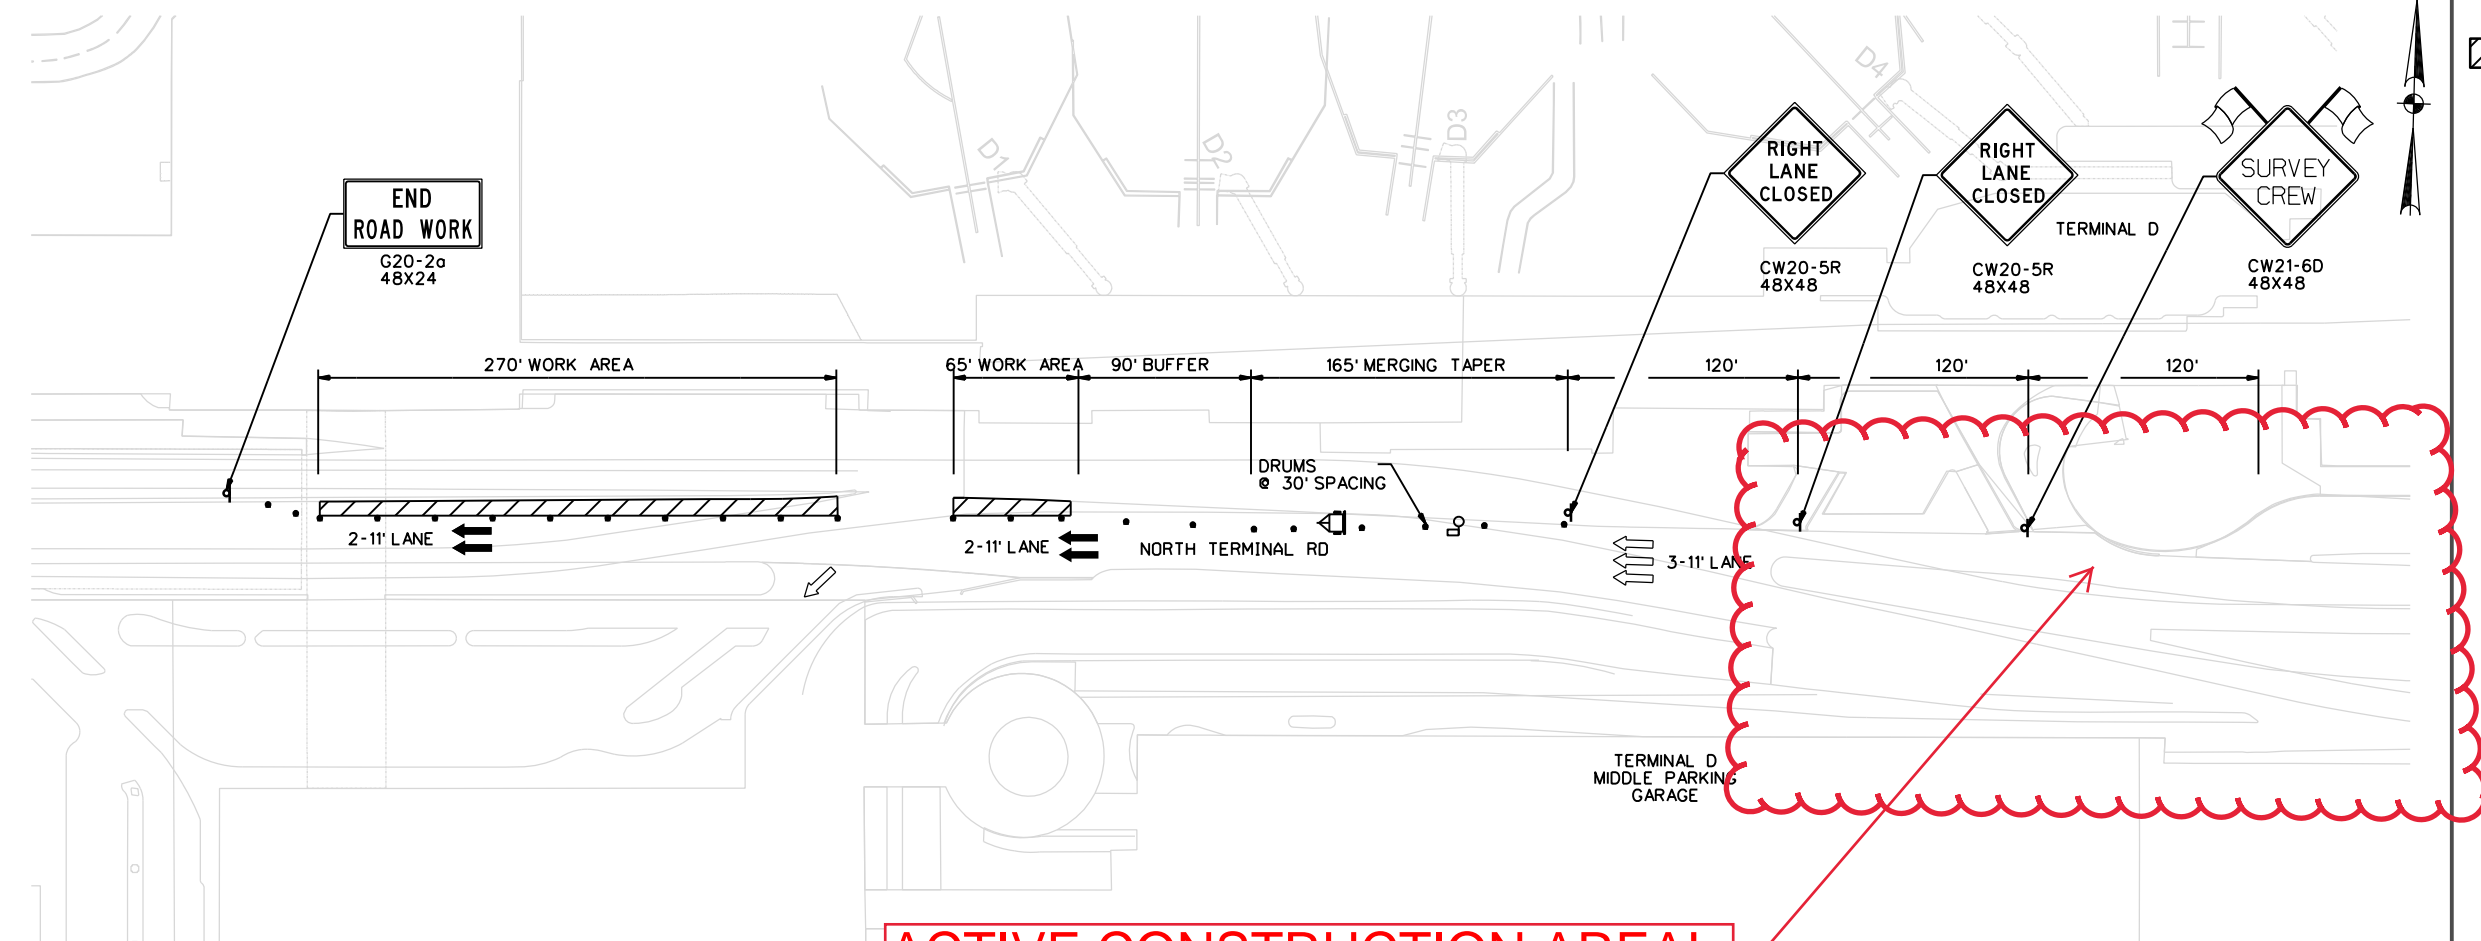 D1
D2
D3
D4
H
RIGHT
LANE
CLOSED
CW20-5R
48X48
RIGHT
LANE
CLOSED
CW20-5R
48X48
TERMINAL D
SURVEY
CREW
CW21-6D
48X48
END
ROAD WORK
G20-2a
48X24
270' WORK AREA
65' WORK AREA
90' BUFFER
165' MERGING TAPER
120'
120'
120'
DRUMS
@ 30' SPACING
2-11' LANE
2-11' LANE
NORTH TERMINAL RD
3-11' LANE
TERMINAL D
MIDDLE PARKING
GARAGE
ACTIVE CONSTRUCTION AREA!